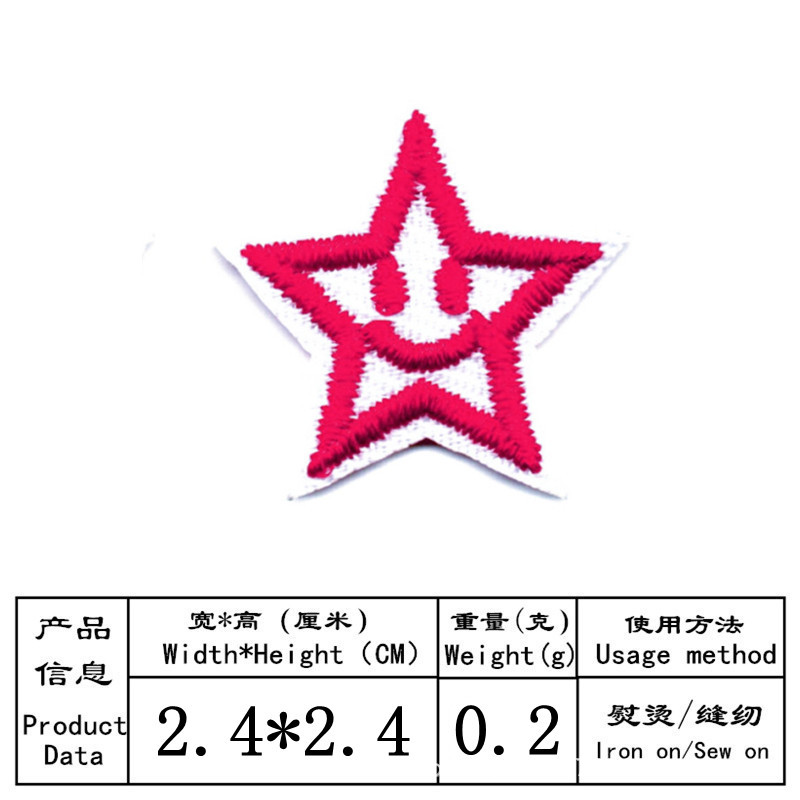 产品
信息
Product
Data
宽*高 (厘米)
Width*Height (CM)
重量(克)
Weight(g)
使用方法
Usage method
2.4*2.4
0.2
熨烫/缝纫
Iron on/Sew on